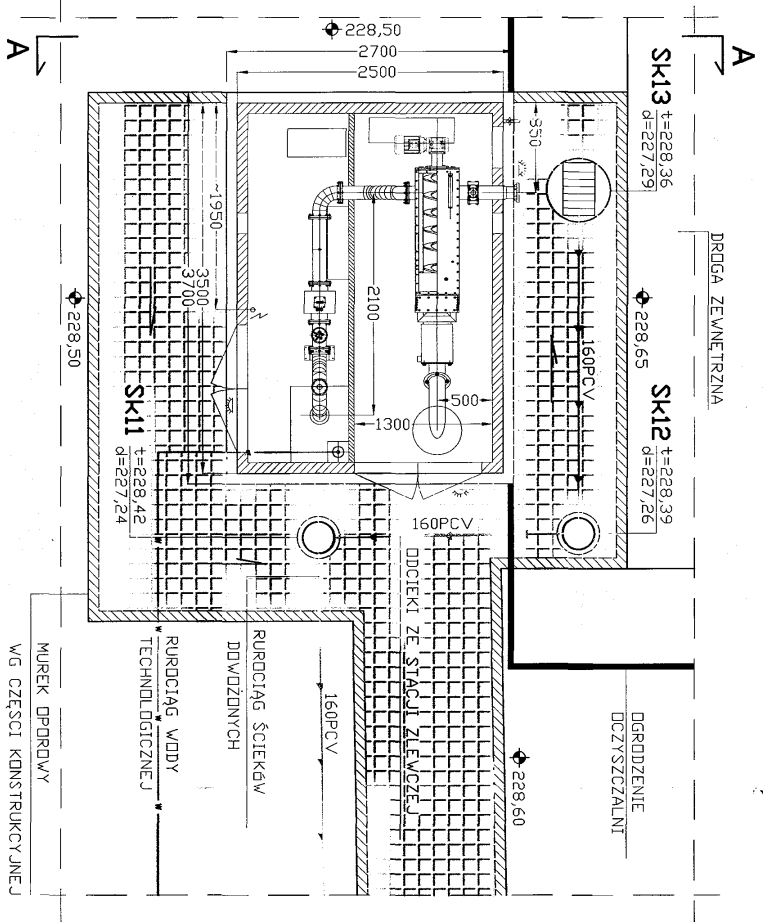 A
A
228,50
2700
2500
Sk13
t=228,36
d=227,29
~850
~1950
3500
3700
2100
500
1300
228,50
228,65
160PCV
DROGA ZEWNĘTRZNA
Sk11
t=228,42
d=227,24
Sk12
t=228,39
d=227,26
160PCV
ODCIEKI ZE STACJI ZLEWCZEJ
RUROCIĄG ŚCIEKÓW
DOWOŻONYCH
160PCV
RUROCIĄG WODY
TECHNOLOGICZNEJ
W
W
W
MUREK OPOROWY
WG CZĘŚCI KONSTRUKCYJNEJ
228,60
OGRODZENIE
OCZYSZCZALNI